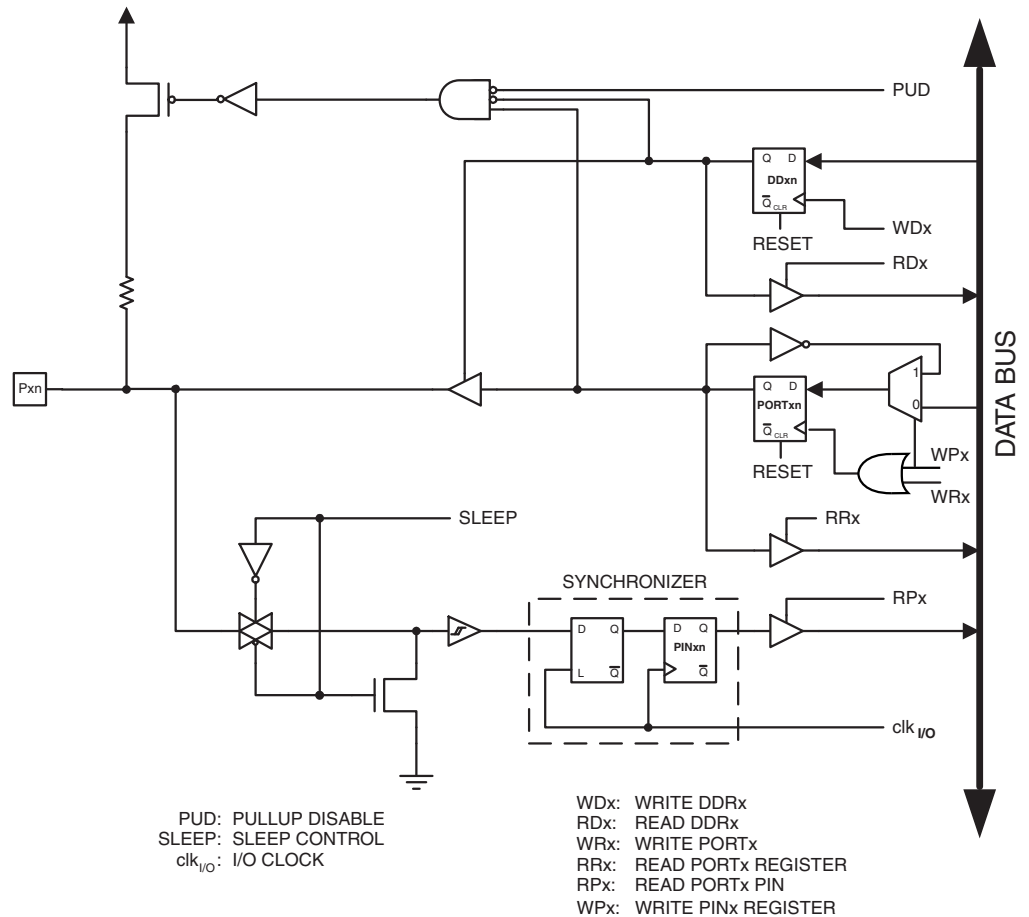 PUD
Q D
DDxn
Q CLR
WDx
RESET
RDx
Pxn
1
Q D
0
PORTxn
Q CLR
WPx
RESET
WRx
RRx
SLEEP
SYNCHRONIZER
RPx
D Q
D Q
PINxn
L Q
Q
clk I/O
DATA BUS
PUD: PULLUP DISABLE
SLEEP: SLEEP CONTROL
clkI/O: I/O CLOCK
WDx: WRITE DDRx
RDx: READ DDRx
WRx: WRITE PORTx
RRx: READ PORTx REGISTER
RPx: READ PORTx PIN
WPx: WRITE PINx REGISTER